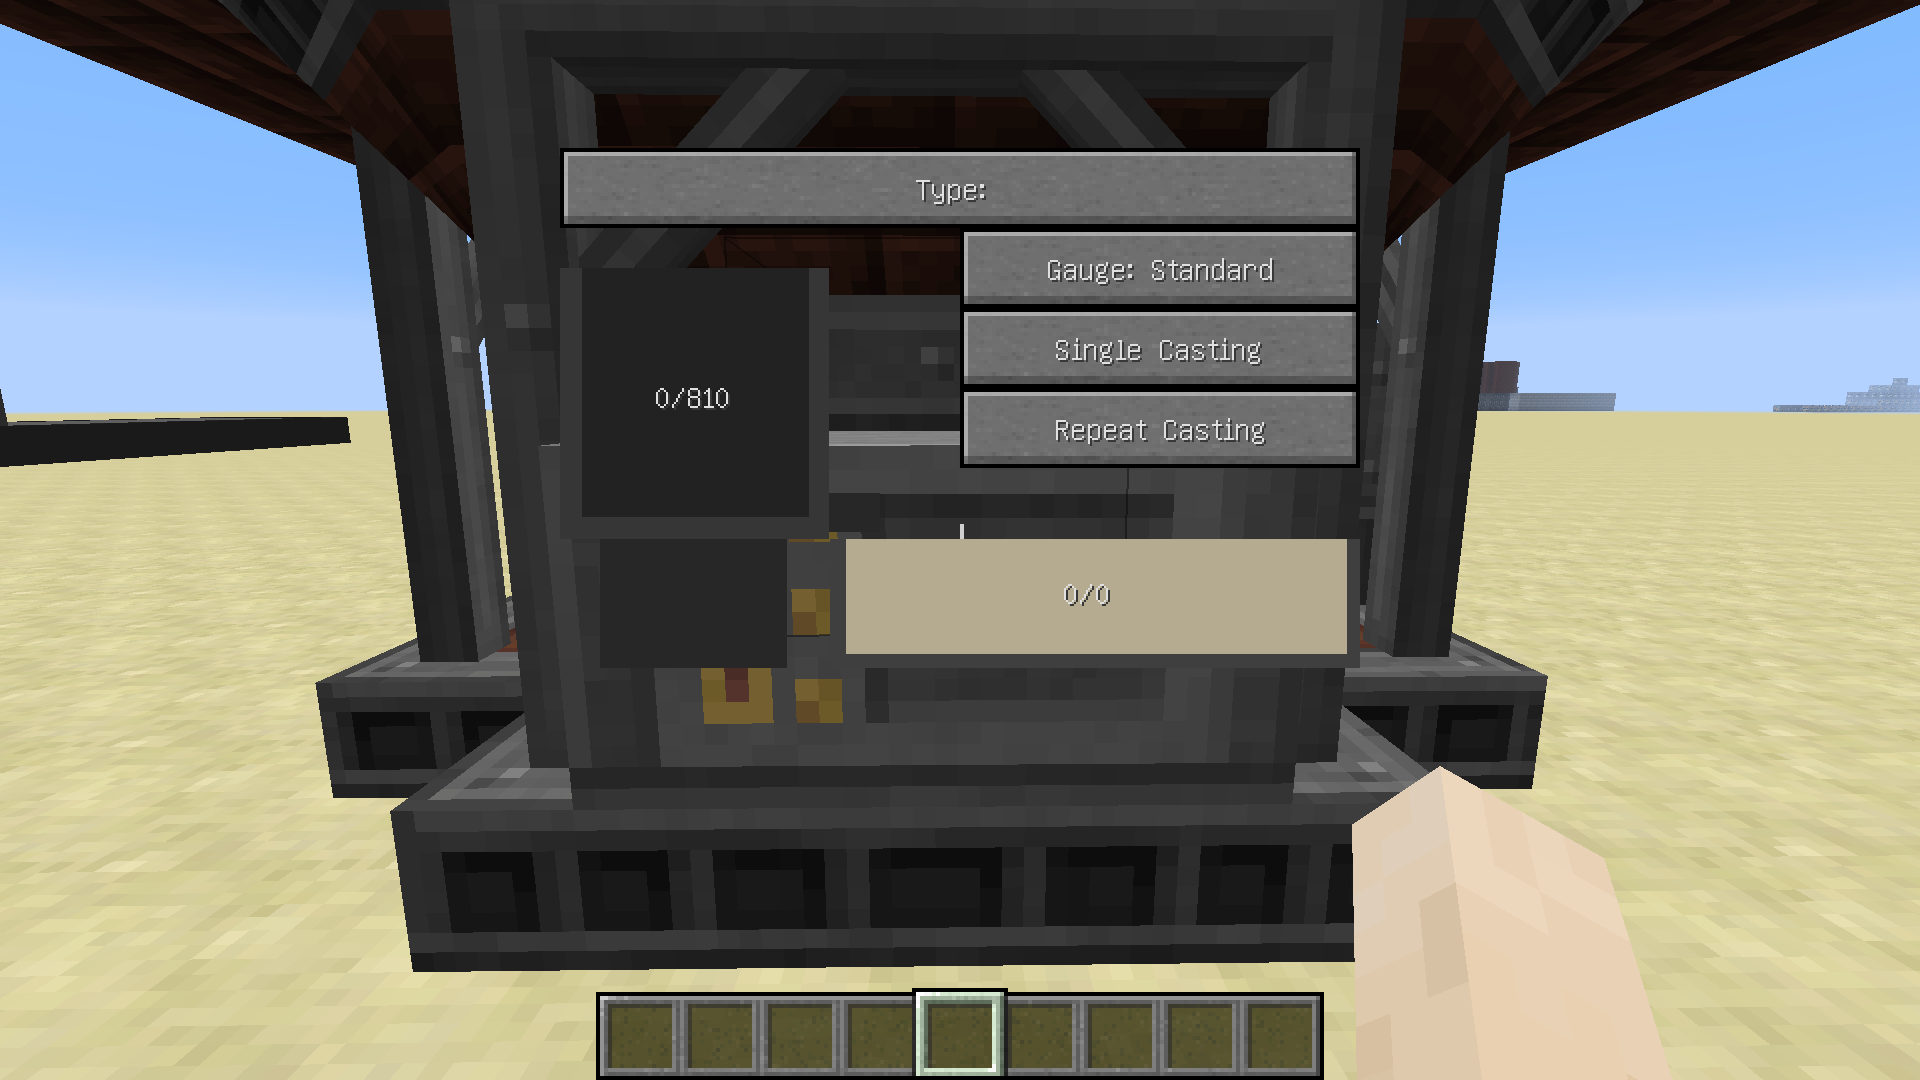 Type:
Gauge: Standard
Single Casting
0/810
Repeat Casting
0/0